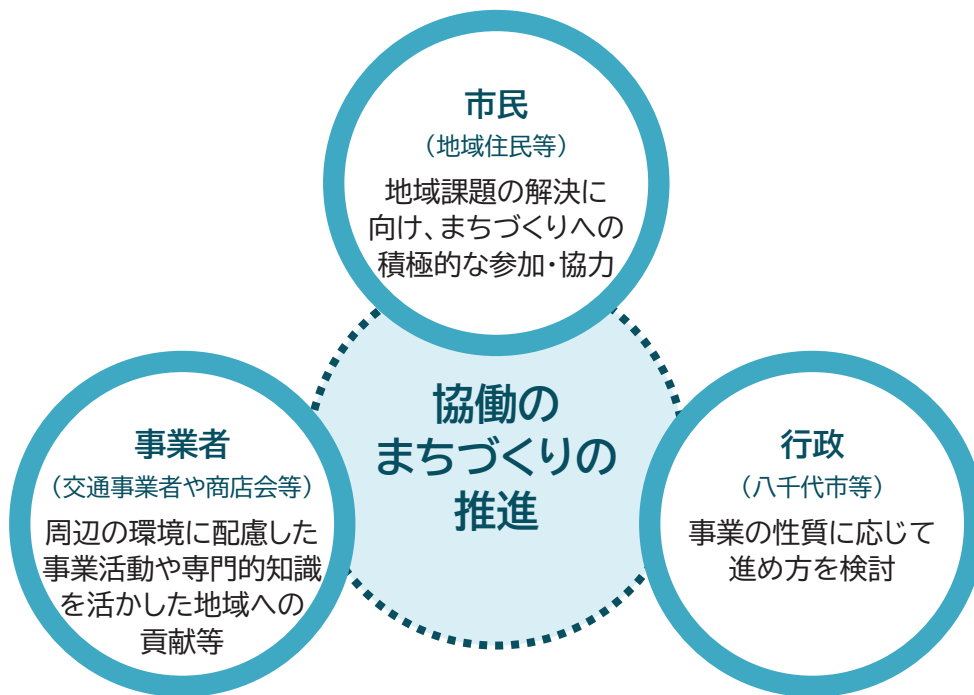 市民
（地域住民等）
地域課題の解決に
向け、まちづくりへの
積極的な参加・協力
協働の
まちづくりの
推進
事業者
（交通事業者や商店会等）
周辺の環境に配慮した
事業活動や専門的知識
を活かした地域への
貢献等
行政
（八千代市等）
事業の性質に応じて
進め方を検討